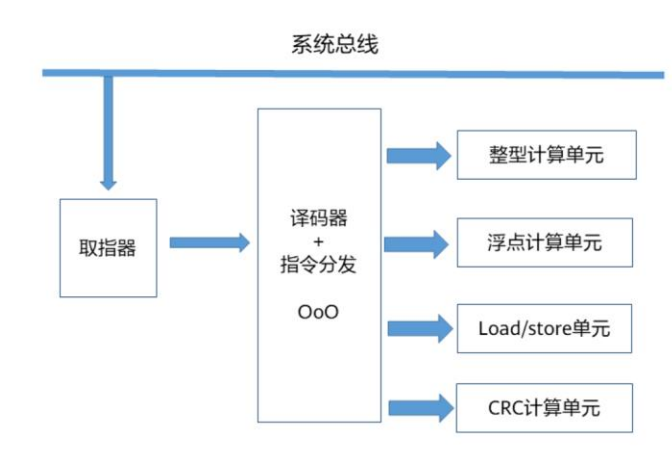 系统总线
取指器
译码器
+
指令分发
OoO
整型计算单元
浮点计算单元
Load/store单元
CRC计算单元